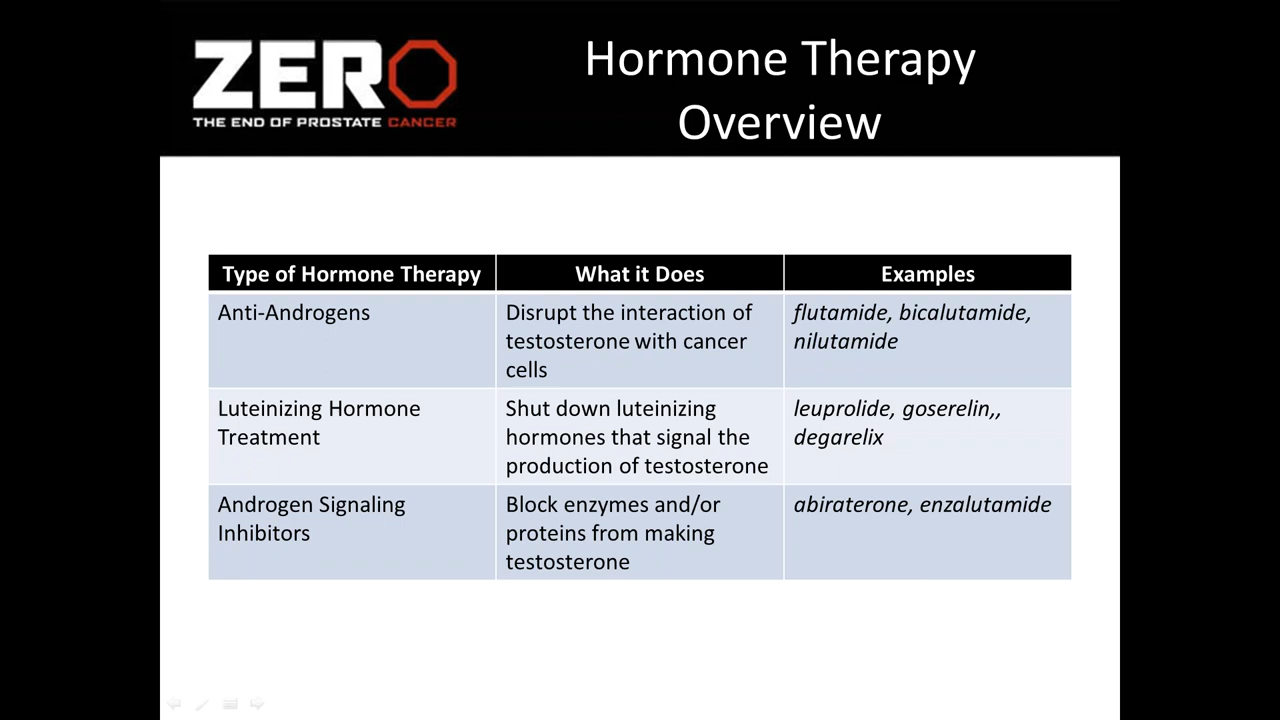 ZERO
THE END OF PROSTATE CANCER
Hormone Therapy
Overview
Type of Hormone Therapy
What it Does
Examples
Anti-Androgens
Disrupt the interaction of
testosterone with cancer
cells
flutamide, bicalutamide,
nilutamide
Luteinizing Hormone
Treatment
Shut down luteinizing
hormones that signal the
production of testosterone
leuprolide, goserelin,,
degarelix
Androgen Signaling
Inhibitors
Block enzymes and/or
proteins from making
testosterone
abiraterone, enzalutamide